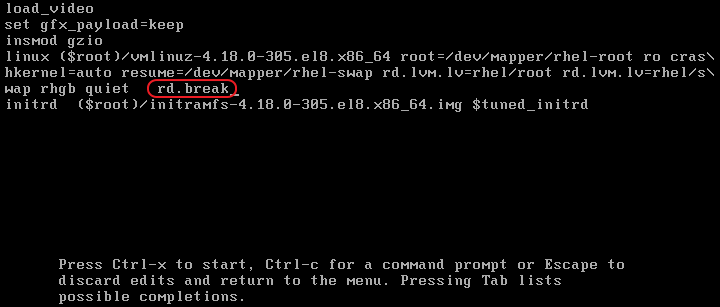 load_video
set gfx_payload=keep
insmod gzio
linux ($root)/vmlinuz-4.18.0-305.el8.x86_64 root=/dev/mapper/rhel-root ro cras\
hkernel=auto resume=/dev/mapper/rhel-swap rd.lvm.lv=rhel/root rd.lvm.lv=rhel/s\
wap rhgb quiet  rd.break_
initrd  ($root)/initramfs-4.18.0-305.el8.x86_64.img $tuned_initrd
Press Ctrl-x to start, Ctrl-c for a command prompt or Escape to
discard edits and return to the menu. Pressing Tab lists
possible completions.